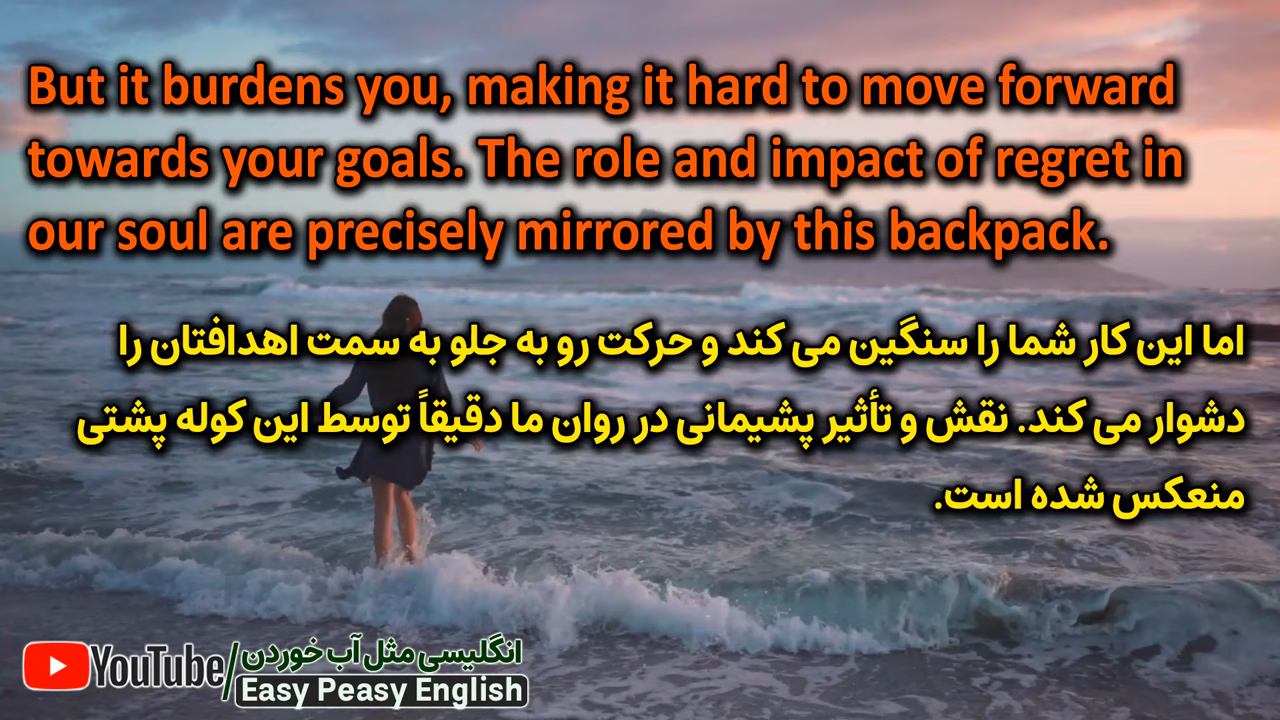 But it burdens you, making it hard to move forward
towards your goals. The role and impact of regret in
our soul are precisely mirrored by this backpack.
اما این کار شما را سنگین می کند و حرکت رو به جلو به سمت اهدافتان را
دشوار می کند. نقش و تأثیر پشیمانی در روان ما دقیقاً توسط این کوله پشتی
منعکس شده است.
YouTube/انگلیسی مثل آب خوردن
Easy Peasy English